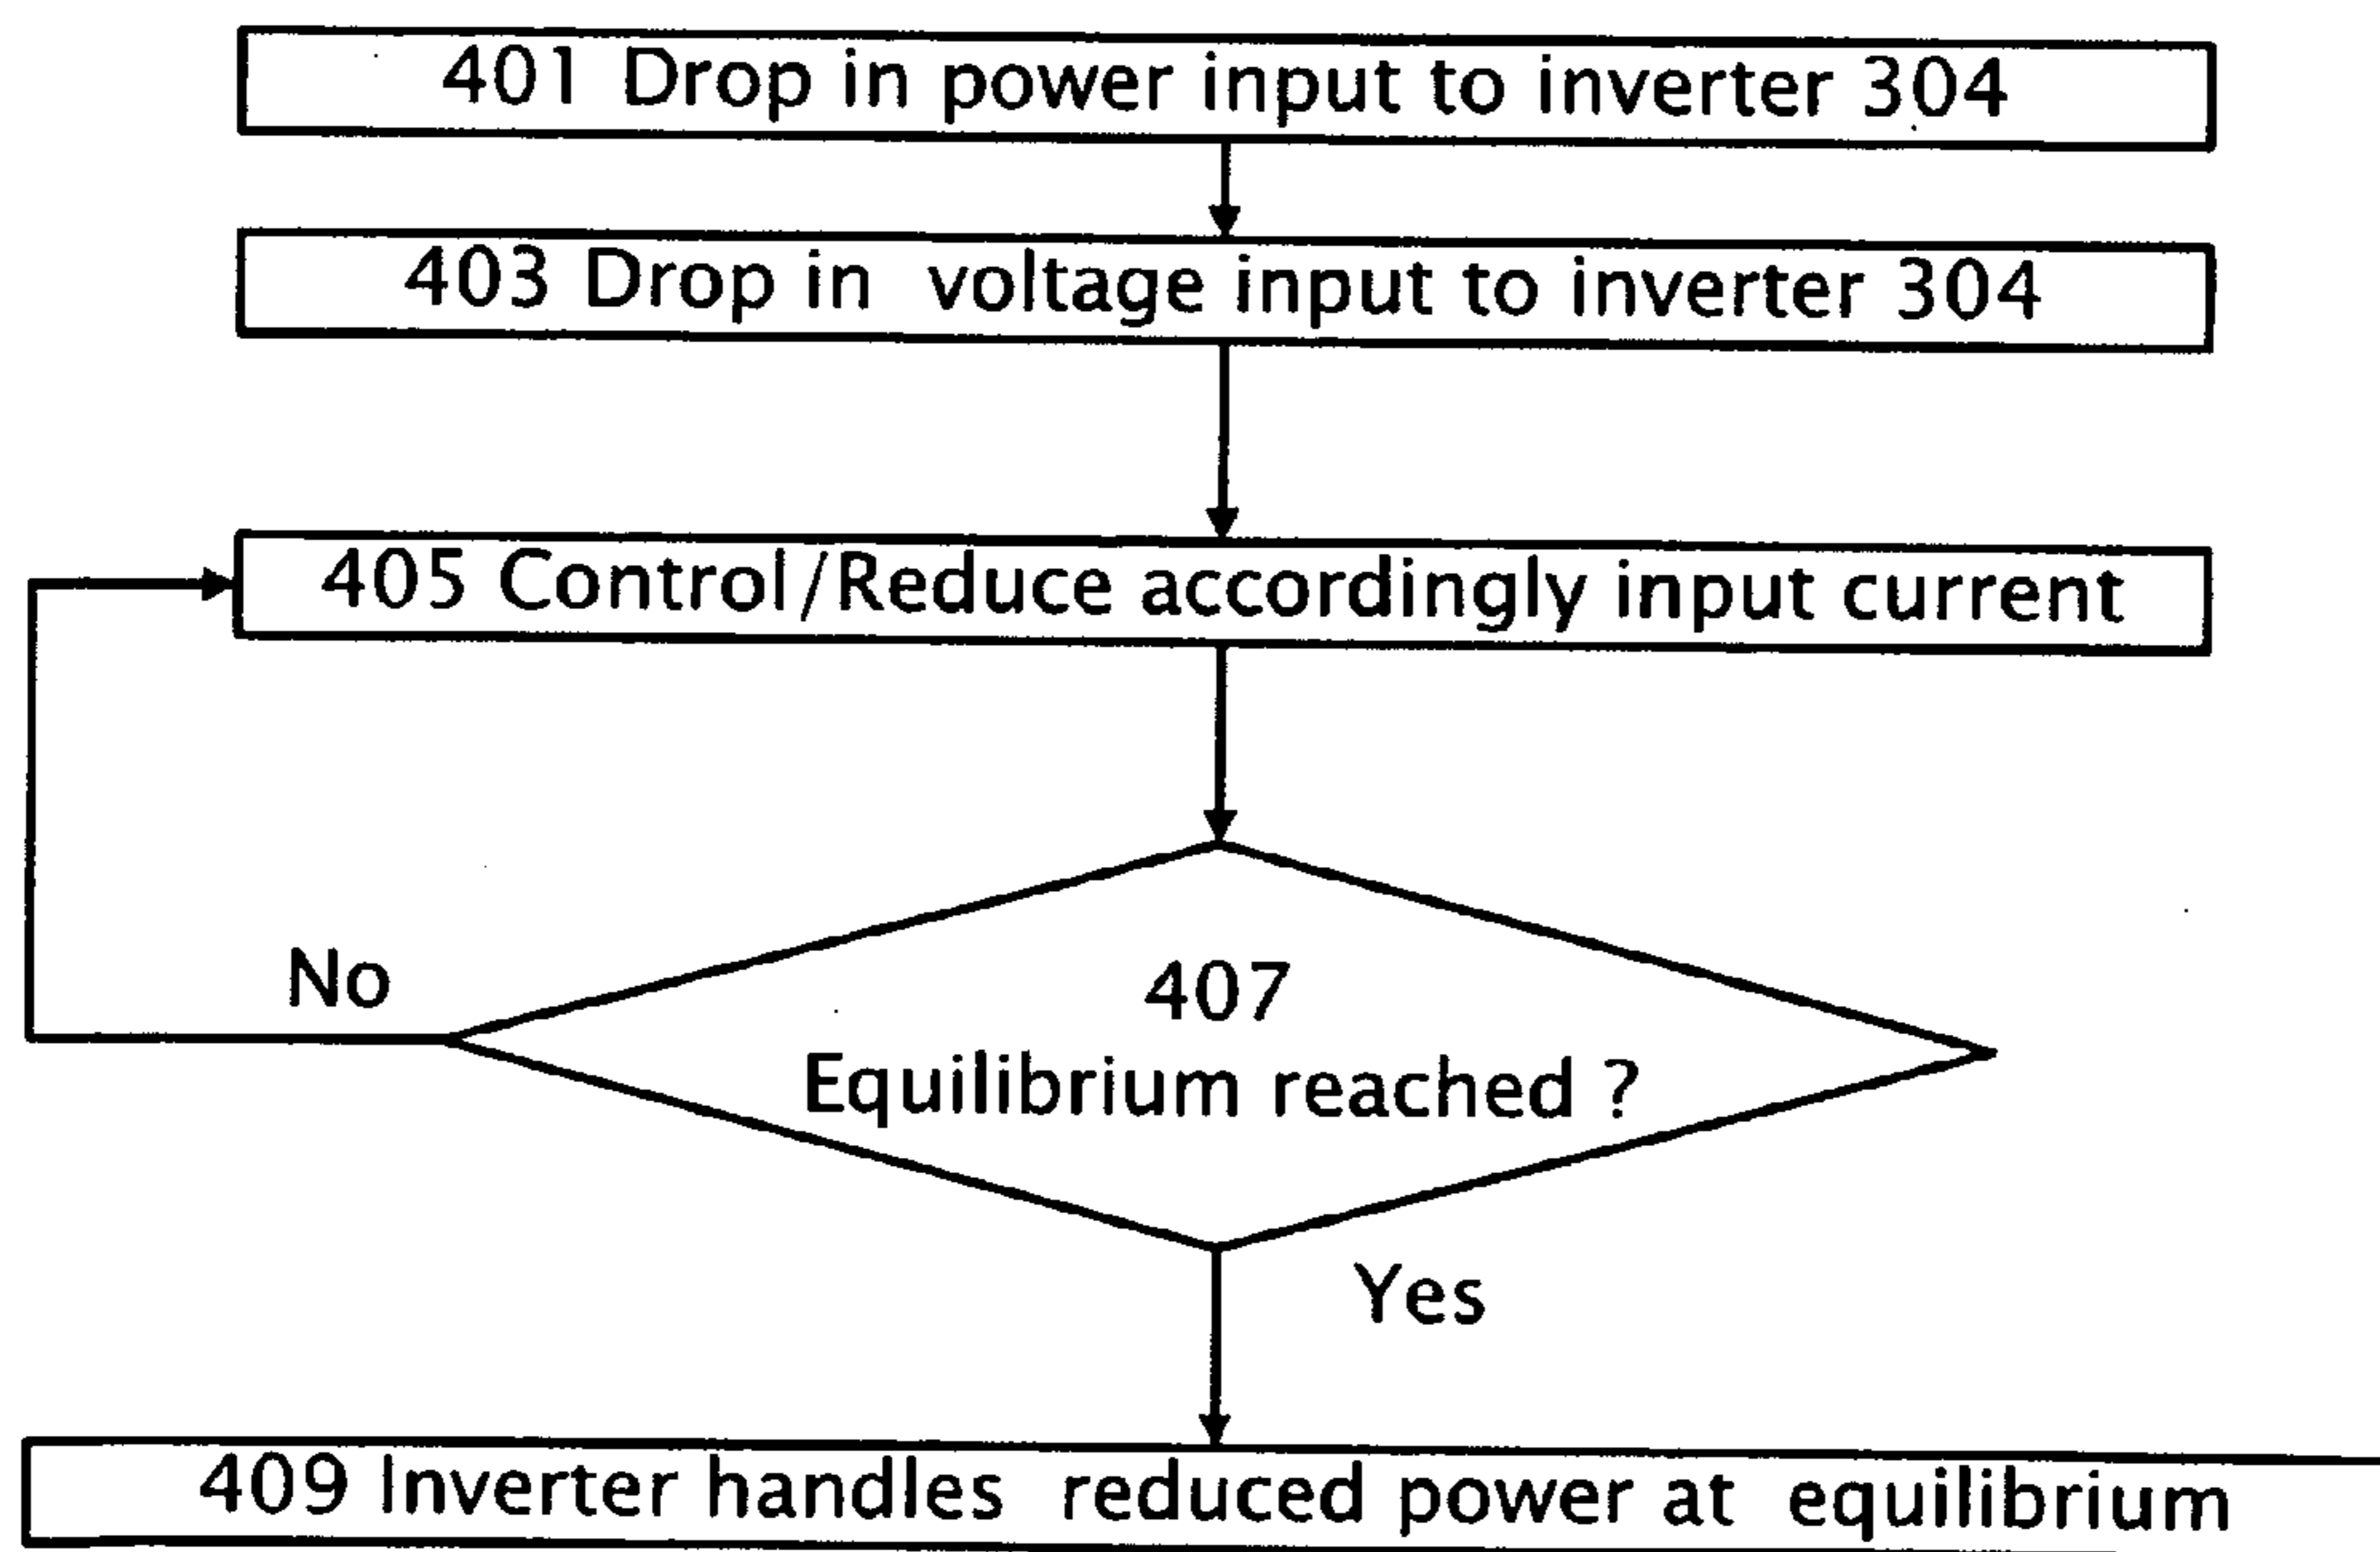 401 Drop in power input to inverter 304
403 Drop in voltage input to inverter 304
405 Control/Reduce accordingly input current
No
407
Equilibrium reached ?
Yes
409 Inverter handles reduced power at equilibrium